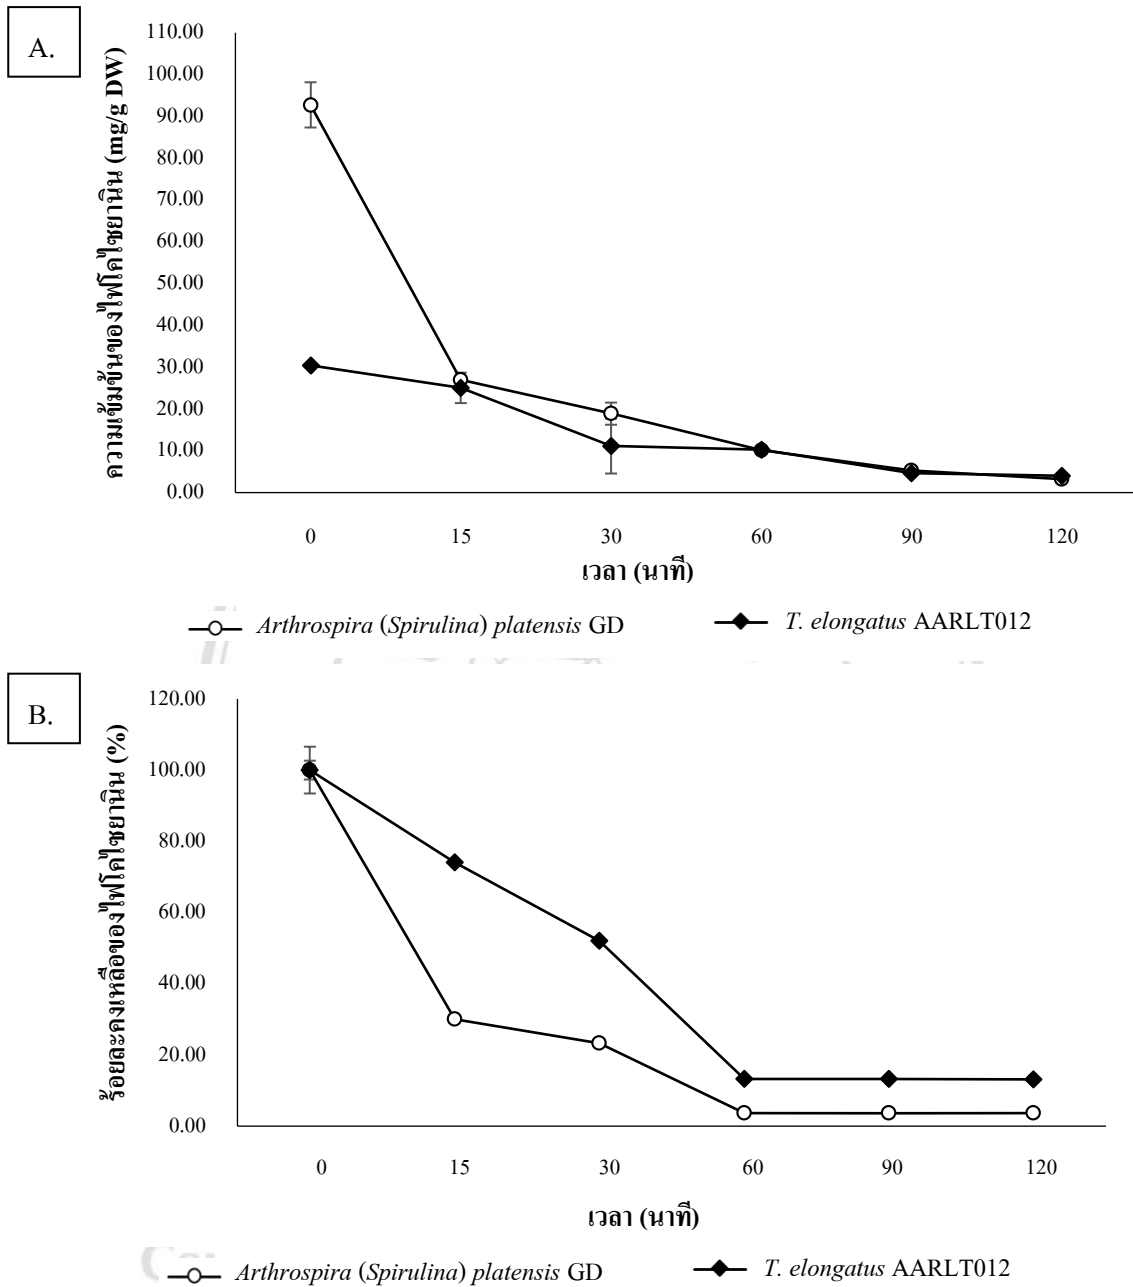 A.
ความเข้มข้นของไฟโคไซยานิน (mg/g DW)
110.00
100.00
90.00
80.00
70.00
60.00
50.00
40.00
30.00
20.00
10.00
0.00
0 15 30 60 90 120
เวลา (นาที)
Arthrospira (Spirulina) platensis GD T. elongatus AARLT012
B.
ร้อยละคงเหลือของไฟโคไซยานิน (%)
120.00
100.00
80.00
60.00
40.00
20.00
0.00
0 15 30 60 90 120
เวลา (นาที)
Arthrospira (Spirulina) platensis GD T. elongatus AARLT012